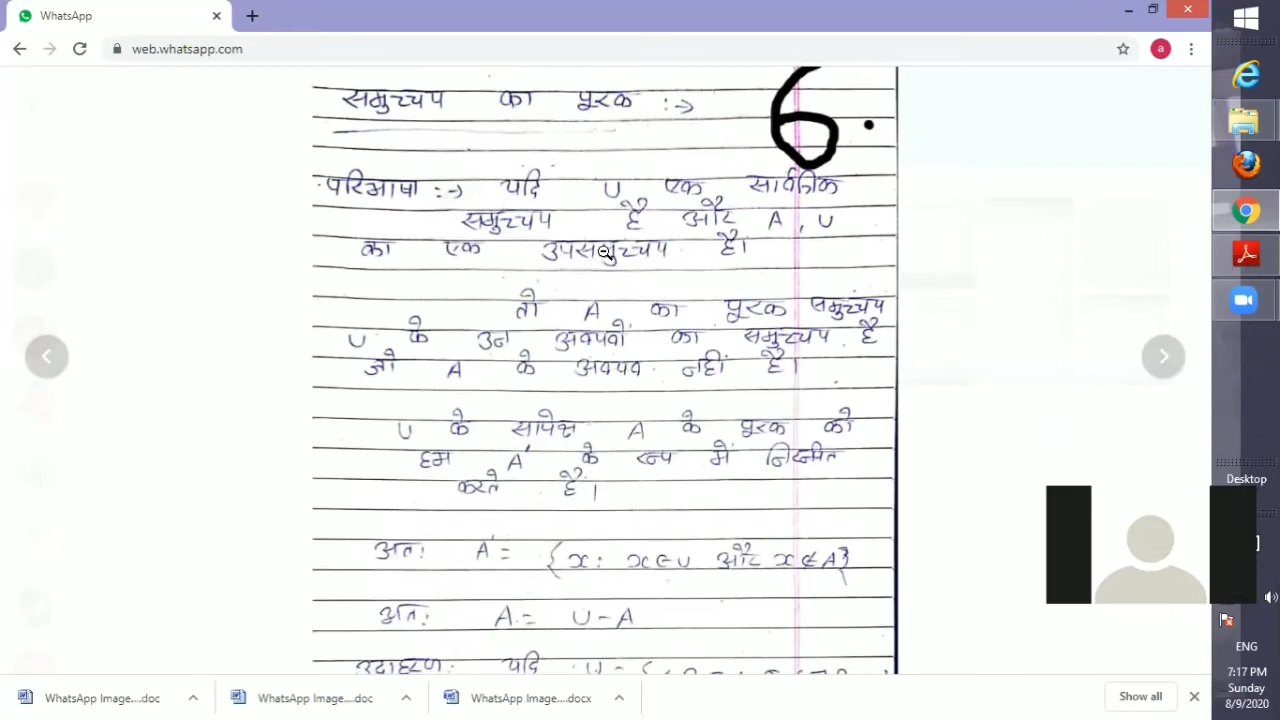 WhatsApp
web.whatsapp.com
a
समुच्चय का पूरक :->
6.
परिभाषा :-> यदि U एक सार्वत्रिक
समुच्चय है और A, U
का एक उपसमुच्चय है।
तो A का पूरक समुच्चय
U के उन अवयवों का समुच्चय है
जो A के अवयव नहीं है।
U के सापेक्ष A के पूरक को
हम A' के रूप में निरूपित
करते है।
अतः A' = {x : x∈U और x∉A}
अतः A = U - A
उदाहरण: यदि U = {
WhatsApp Image....doc
WhatsApp Image....doc
WhatsApp Image....docx
Show all
Desktop
ENG
7:17 PM
Sunday
8/9/2020